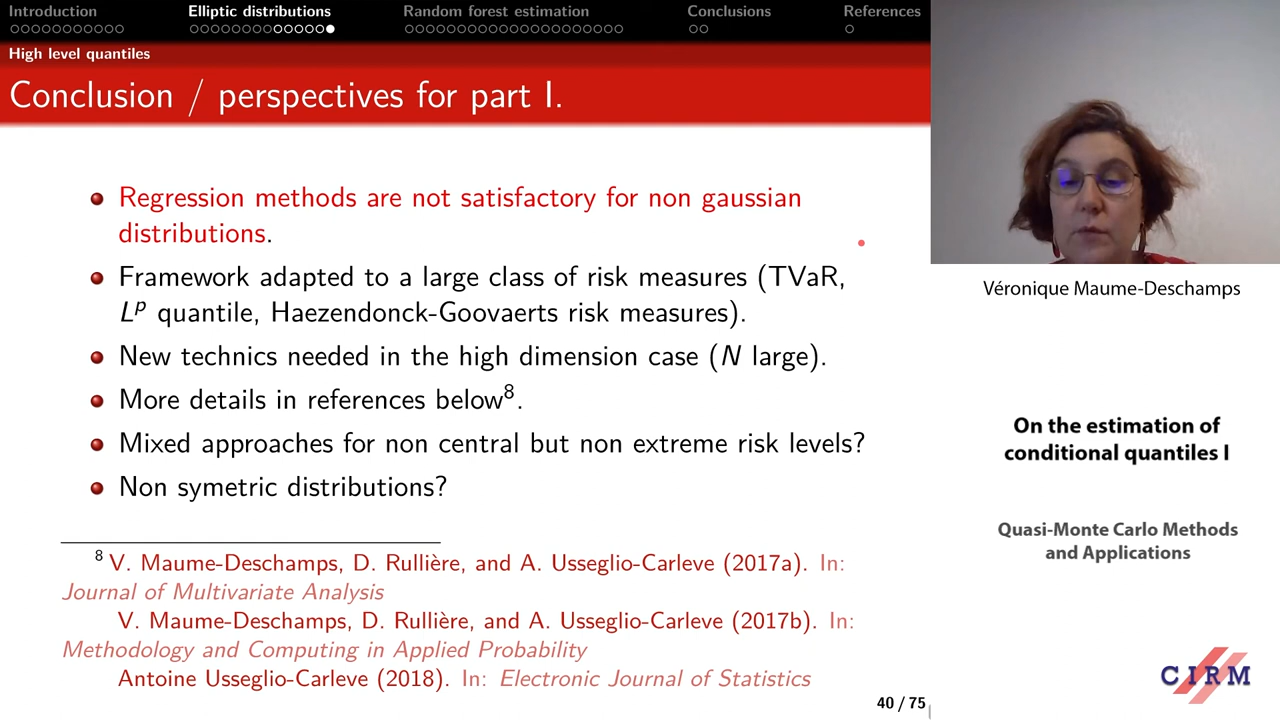 Introduction
Elliptic distributions
Random forest estimation
Conclusions
References
High level quantiles
Conclusion / perspectives for part I.
Regression methods are not satisfactory for non gaussian
distributions.
Framework adapted to a large class of risk measures (TVaR,
L^p quantile, Haezendonck-Goovaerts risk measures).
New technics needed in the high dimension case (N large).
More details in references below^8.
Mixed approaches for non central but non extreme risk levels?
Non symetric distributions?
8 V. Maume-Deschamps, D. Rullière, and A. Usseglio-Carleve (2017a). In:
Journal of Multivariate Analysis
V. Maume-Deschamps, D. Rullière, and A. Usseglio-Carleve (2017b). In:
Methodology and Computing in Applied Probability
Antoine Usseglio-Carleve (2018). In: Electronic Journal of Statistics
40 / 75
Véronique Maume-Deschamps
On the estimation of
conditional quantiles I
Quasi-Monte Carlo Methods
and Applications
CIRM